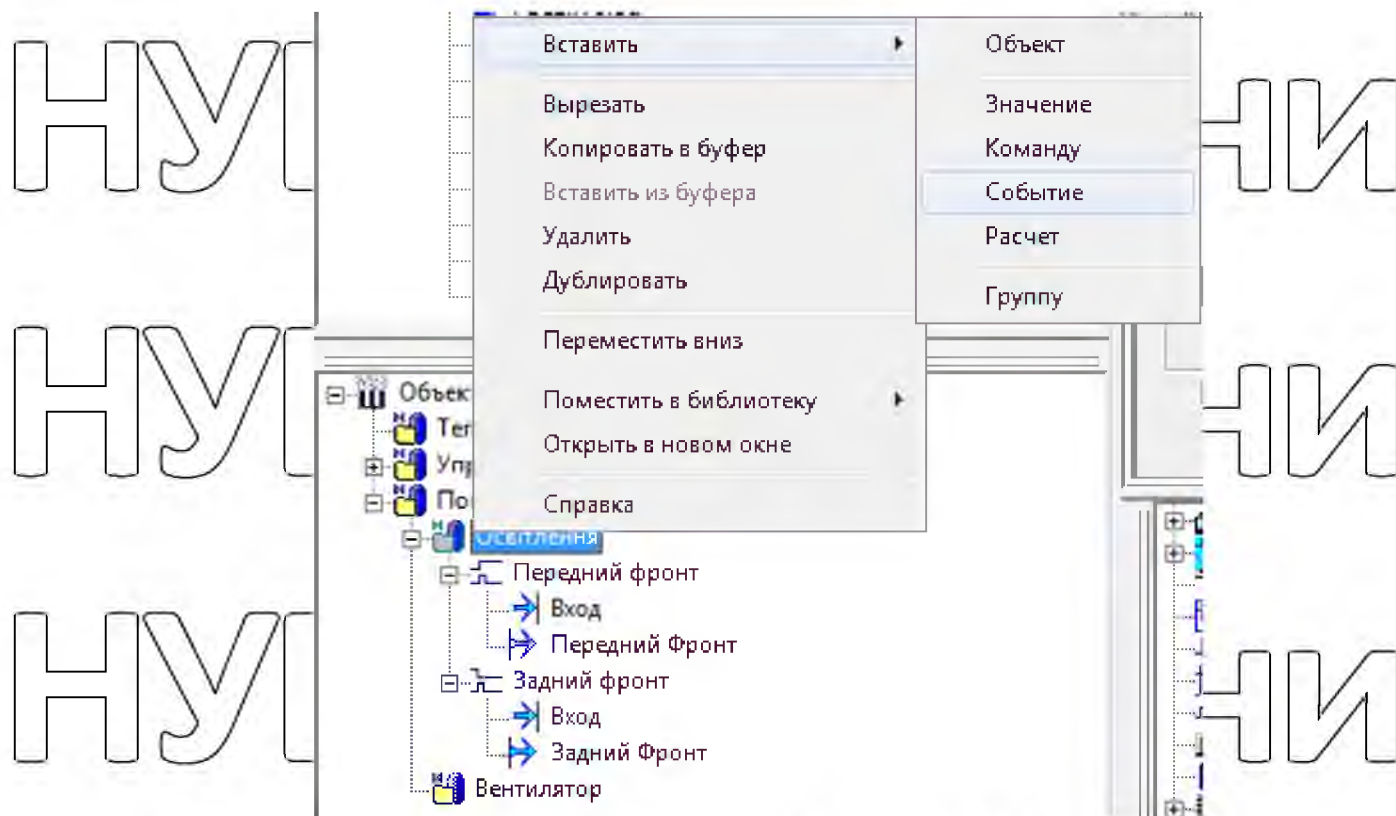 Вставить
Вырезать
Копировать в буфер
Вставить из буфера
Удалить
Дублировать
Переместить вниз
Поместить в библиотеку
Открыть в новом окне
Справка
Объект
Значение
Команду
Событие
Расчет
Группу
Освітлення
Передний фронт
Вход
Передний Фронт
Задний фронт
Вход
Задний Фронт
Вентилятор